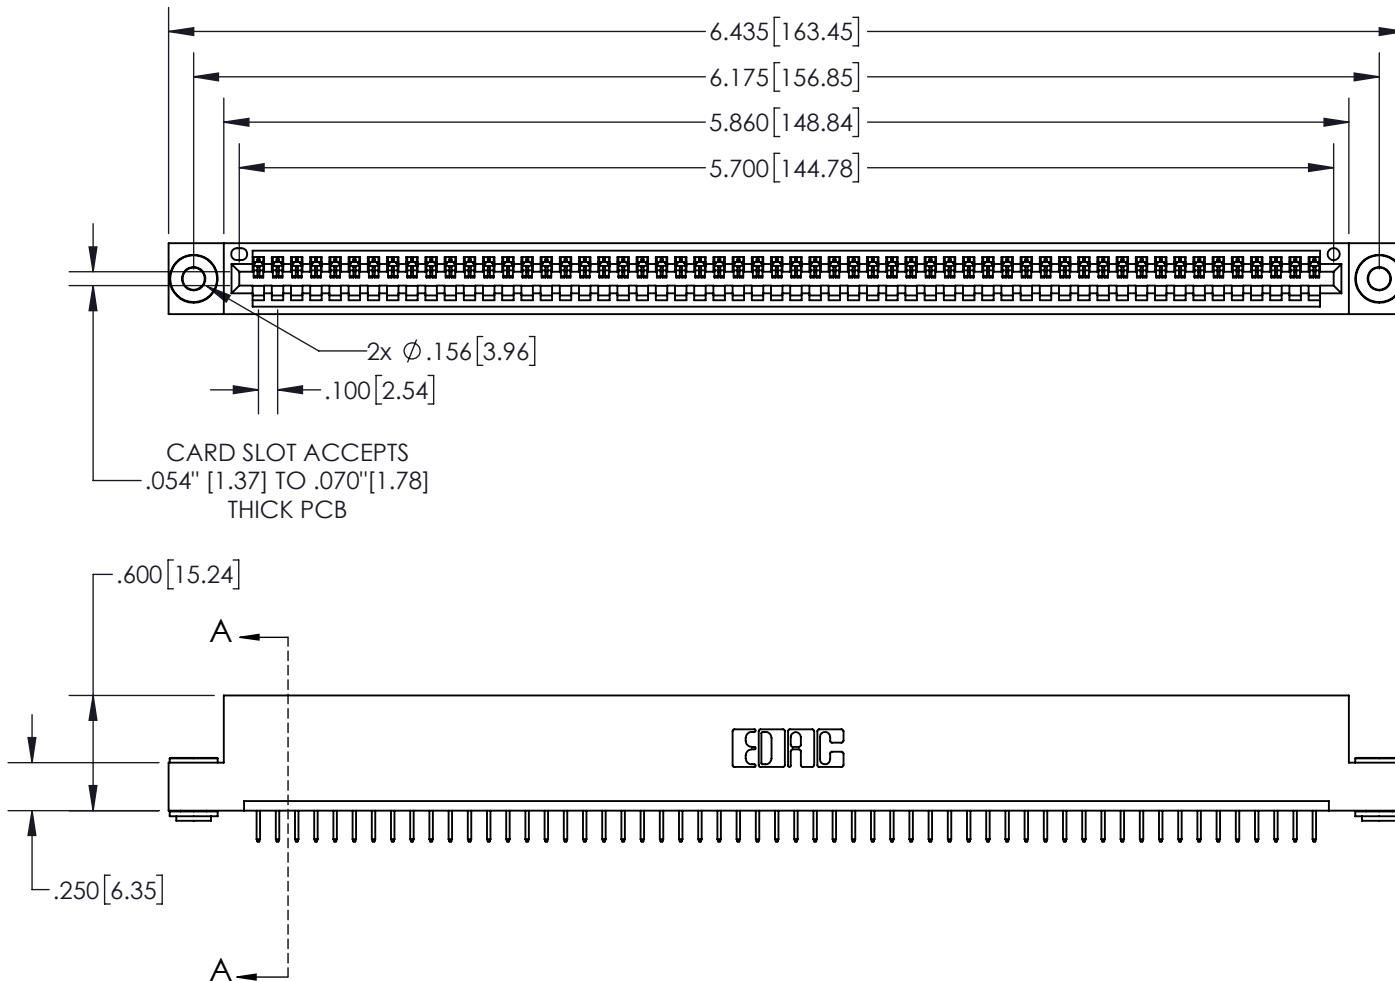 6.435[163.45]
6.175[156.85]
5.860[148.84]
5.700[144.78]
2x Ø.156[3.96]
.100[2.54]
CARD SLOT ACCEPTS
.054" [1.37] TO .070"[1.78]
THICK PCB
.600[15.24]
A
EDAC
.250[6.35]
A